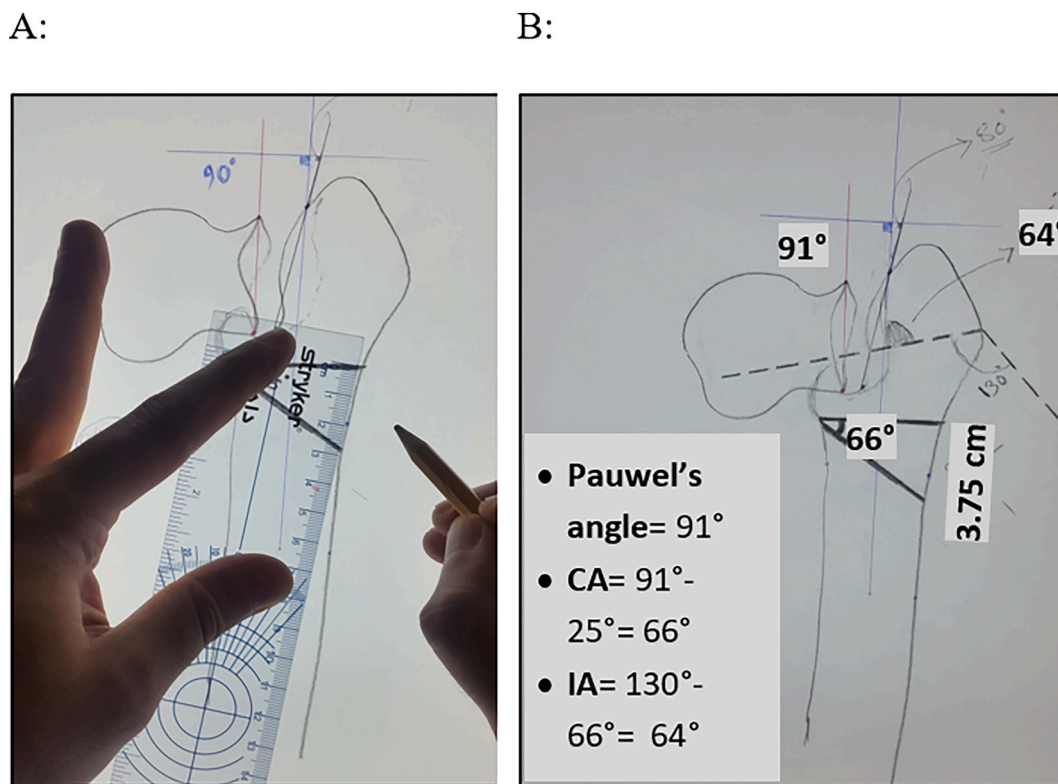 A:
B:
90°
stryker
cm
80°
91°
64°
130°
66°
3.75 cm
• Pauwel’s
angle= 91°
• CA= 91°-
25°= 66°
• IA= 130°-
66°= 64°